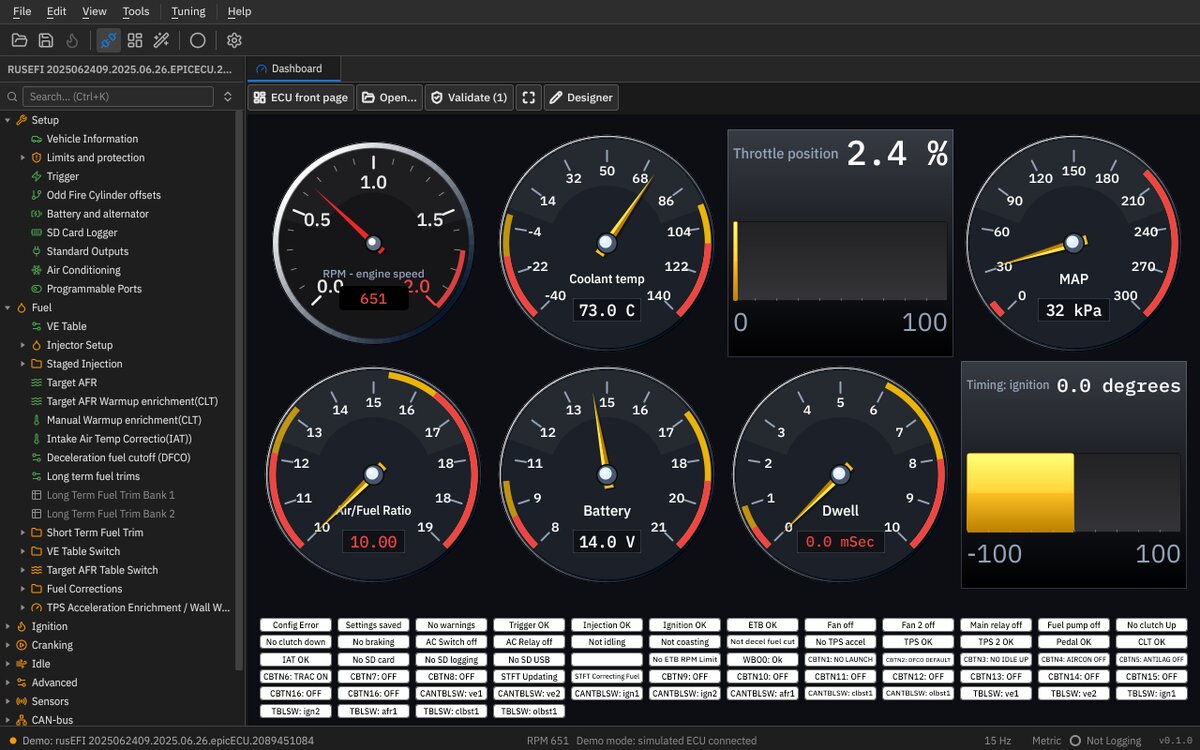 File Edit View Tools Tuning Help
RUSEFI 2025062409.2025.06.26.EPICECU.2...
Dashboard
Search... (Ctrl+K)
ECU front page Open... Validate (1) Designer
Setup
Vehicle Information
Limits and protection
Trigger
Odd Fire Cylinder offsets
Battery and alternator
SD Card Logger
Standard Outputs
Air Conditioning
Programmable Ports
Fuel
VE Table
Injector Setup
Staged Injection
Target AFR
Target AFR Warmup enrichment(CLT)
Manual Warmup enrichment(CLT)
Intake Air Temp Correctio(IAT))
Deceleration fuel cutoff (DFCO)
Long term fuel trims
Long Term Fuel Trim Bank 1
Long Term Fuel Trim Bank 2
Short Term Fuel Trim
VE Table Switch
Target AFR Table Switch
Fuel Corrections
TPS Acceleration Enrichment / Wall W...
Ignition
Cranking
Idle
Advanced
Sensors
CAN-bus
0.0 0.5 1.0 1.5 2.0
RPM - engine speed
651
-40 -22 -4 14 32 50 68 86 104 122 140
Coolant temp
73.0 C
Throttle position 2.4 %
0 100
0 30 60 90 120 150 180 210 240 270 300
MAP
32 kPa
10 11 12 13 14 15 16 17 18 18 19
Air/Fuel Ratio
10.00
8 9 11 12 13 15 16 17 18 20 21
Battery
14.0 V
0 1 2 3 4 5 6 7 8 9 10
Dwell
0.0 mSec
Timing: ignition 0.0 degrees
-100 100
Config Error Settings saved No warnings Trigger OK Injection OK Ignition OK ETB OK Fan off Fan 2 off Main relay off Fuel pump off No clutch Up
No clutch down No braking AC Switch off AC Relay off Not idling Not coasting Not decel fuel cut No TPS accel TPS OK TPS 2 OK Pedal OK CLT OK
IAT OK No SD card No SD logging No SD USB No ETB RPM Limit WBO0: Ok CBTN1: NO LAUNCH CBTN2: DFCO DEFAULT CBTN3: NO IDLE UP CBTN4: AIRCON OFF CBTN5: ANTILAG OFF
CBTN6: TRAC ON CBTN7: OFF CBTN8: OFF STFT Updating STFT Correcting Fuel CBTN9: OFF CBTN10: OFF CBTN11: OFF CBTN12: OFF CBTN13: OFF CBTN14: OFF CBTN15: OFF
CBTN16: OFF CBTN16: OFF CANTBLSW: ve1 CANTBLSW: ve2 CANTBLSW: ign1 CANTBLSW: ign2 CANTBLSW: afr1 CANTBLSW: clbst1 CANTBLSW: olbst1 TBLSW: ve1 TBLSW: ve2 TBLSW: ign1
TBLSW: ign2 TBLSW: afr1 TBLSW: clbst1 TBLSW: olbst1
Demo: rusEFI 2025062409.2025.06.26.epicECU.2089451084 RPM 651 Demo mode: simulated ECU connected 15 Hz Metric Not Logging v0.1.0